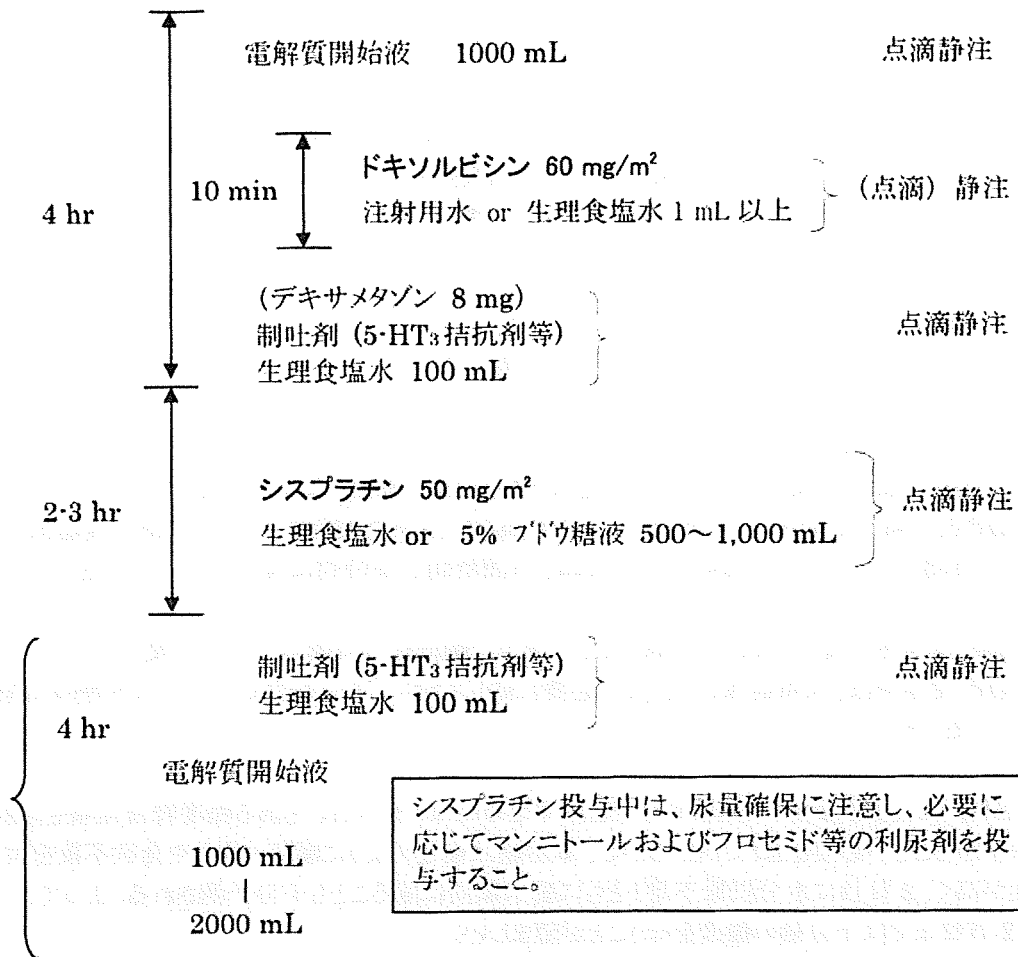 電解質開始液 1000 mL 点滴静注
4 hr
10 min
ドキソルビシン 60 mg/m²
注射用水 or 生理食塩水 1 mL 以上
(点滴) 静注
(デキサメタゾン 8 mg)
制吐剤 (5-HT₃拮抗剤等)
生理食塩水 100 mL
点滴静注
2-3 hr
シスプラチン 50 mg/m²
生理食塩水 or 5% ブドウ糖液 500～1,000 mL
点滴静注
4 hr
制吐剤 (5-HT₃拮抗剤等)
生理食塩水 100 mL
点滴静注
電解質開始液
1000 mL
|
2000 mL
シスプラチン投与中は、尿量確保に注意し、必要に
応じてマンニトールおよびフロセミド等の利尿剤を投
与すること。